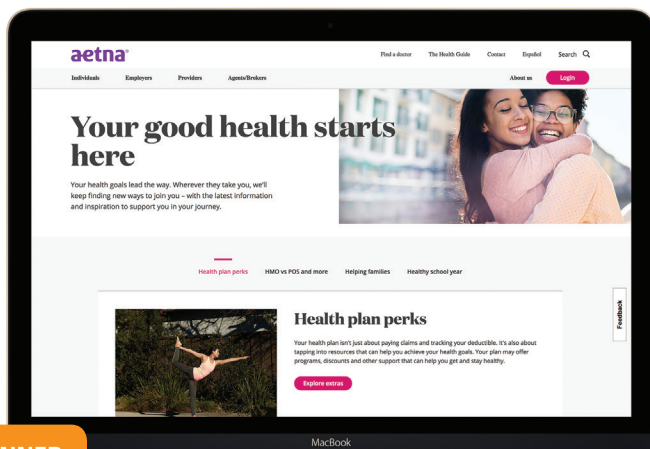 aetna®
Find a doctor The Health Guide Contact Español Search
Individuals Employers Providers Agents/Brokers About us Login
Your good health starts
here
Your health goals lead the way. Wherever they take you, we'll
keep finding new ways to join you – with the latest information
and inspiration to support you in your journey.
Health plan perks HMO vs POS and more Helping families Healthy school year
Feedback
Health plan perks
Your health plan isn't just about paying claims and tracking your deductible. It's also about
tapping into resources that can help you achieve your health goals. Your plan may offer
programs, discounts and other support that can help you get and stay healthy.
Explore extras
MacBook